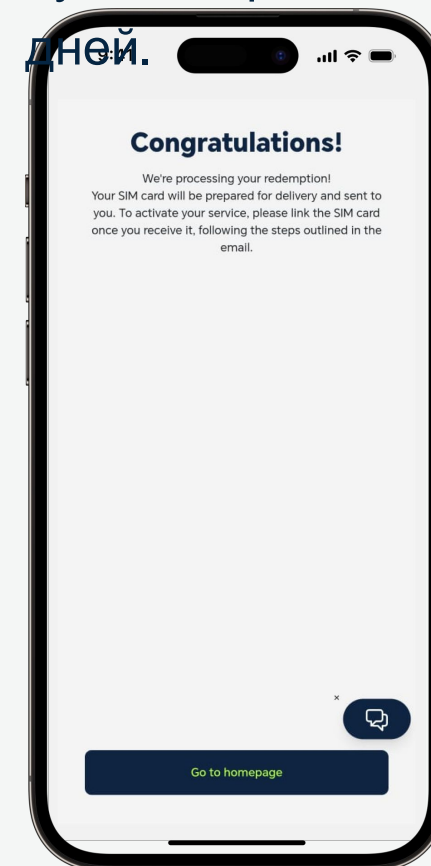 дней.
9:41
Congratulations!
We're processing your redemption!
Your SIM card will be prepared for delivery and sent to
you. To activate your service, please link the SIM card
once you receive it, following the steps outlined in the
email.
×
Go to homepage